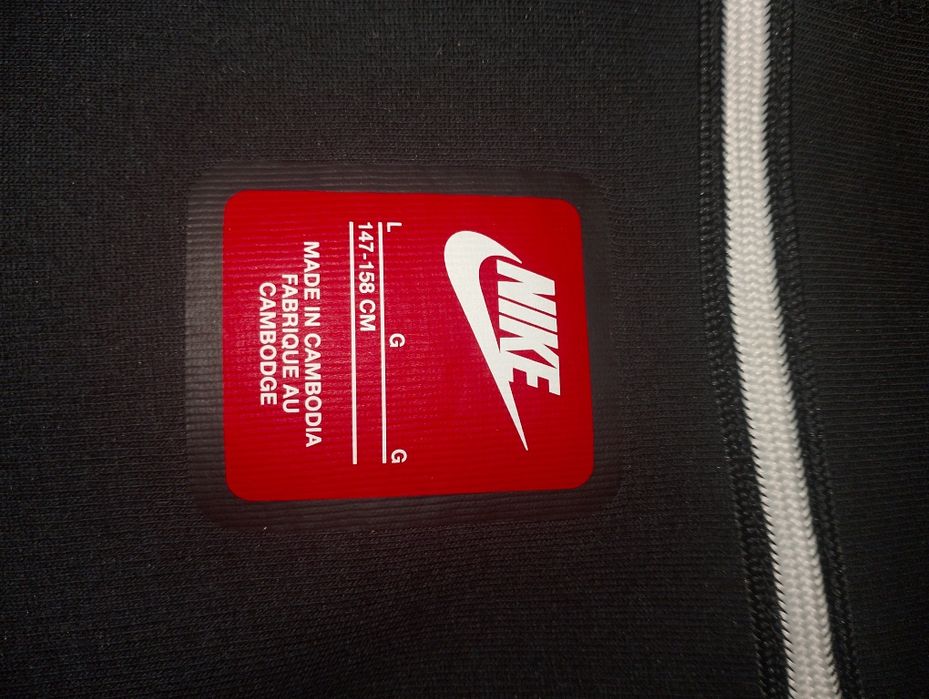 NIKE
L G G
147-158 CM
MADE IN CAMBODIA
FABRIQUE AU
CAMBODGE